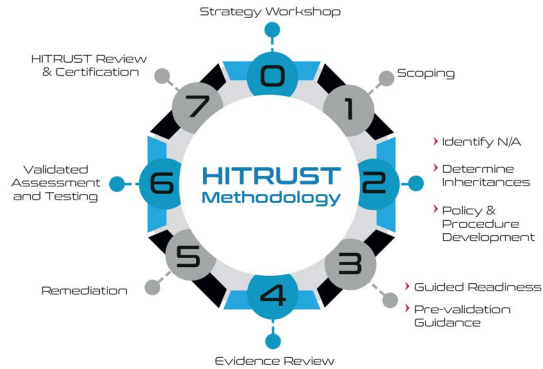 Strategy Workshop
0
Scoping
1
Identify N/A
Determine
Inheritances
Policy &
Procedure
Development
2
Guided Readiness
Pre-validation
Guidance
3
4
Evidence Review
5
Remediation
6
Validated
Assessment
and Testing
7
HITRUST Review
& Certification
HITRUST
Methodology